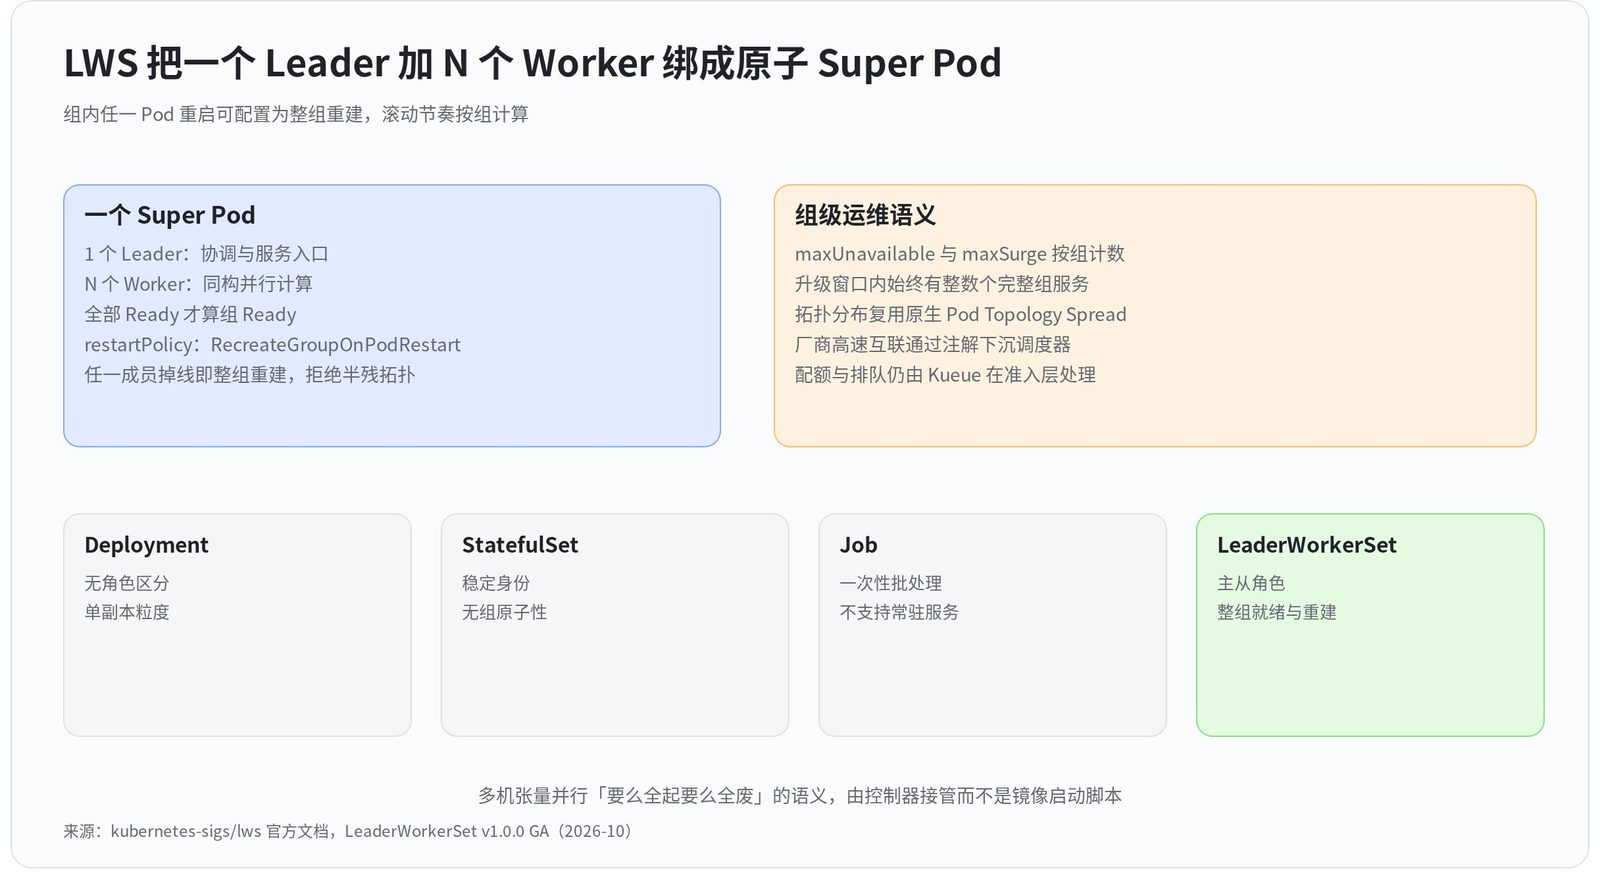 LWS 把一个 Leader 加 N 个 Worker 绑成原子 Super Pod
组内任一 Pod 重启可配置为整组重建，滚动节奏按组计算
一个 Super Pod
1 个 Leader：协调与服务入口
N 个 Worker：同构并行计算
全部 Ready 才算组 Ready
restartPolicy：RecreateGroupOnPodRestart
任一成员掉线即整组重建，拒绝半残拓扑
组级运维语义
maxUnavailable 与 maxSurge 按组计数
升级窗口内始终有整数个完整组服务
拓扑分布复用原生 Pod Topology Spread
厂商高速互联通过注解下沉调度器
配额与排队仍由 Kueue 在准入层处理
Deployment
无角色区分
单副本粒度
StatefulSet
稳定身份
无组原子性
Job
一次性批处理
不支持常驻服务
LeaderWorkerSet
主从角色
整组就绪与重建
多机张量并行「要么全起要么全废」的语义，由控制器接管而不是镜像启动脚本
来源：kubernetes-sigs/lws 官方文档，LeaderWorkerSet v1.0.0 GA（2026-10）